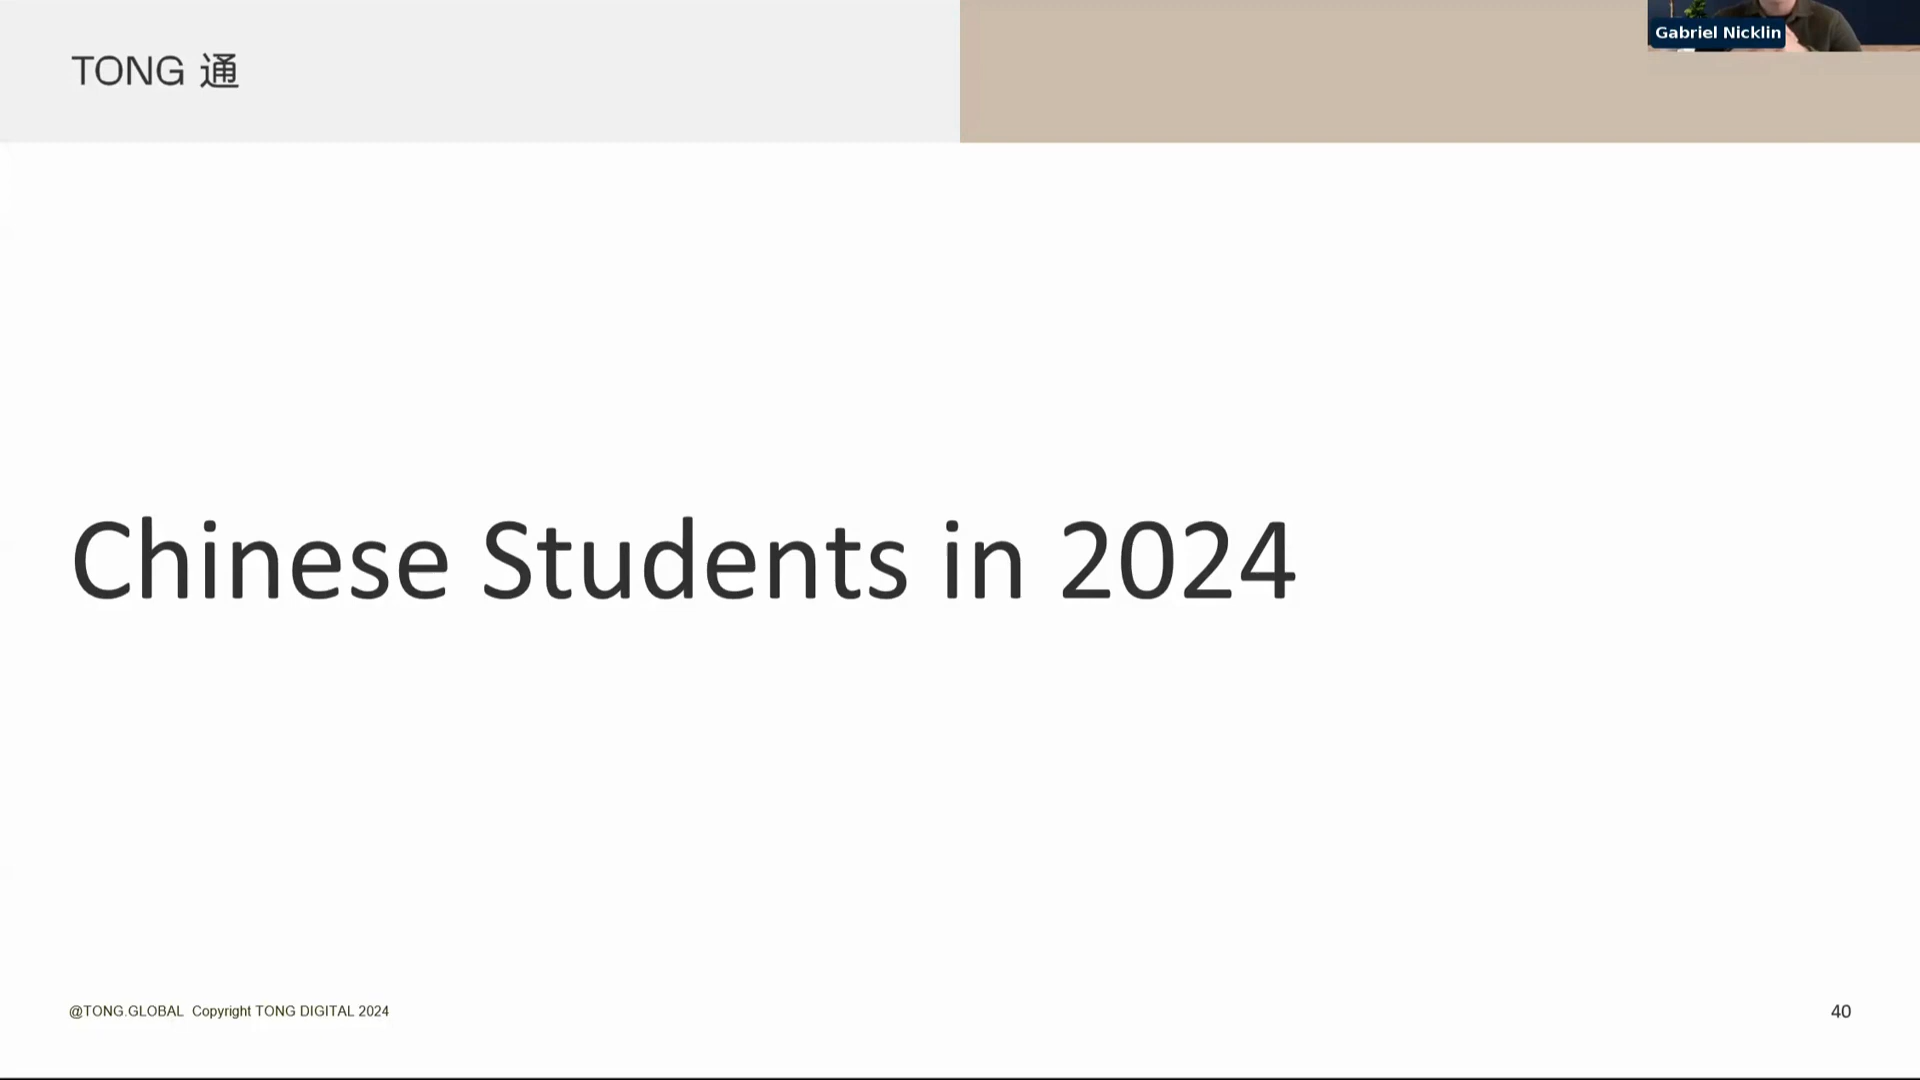 TONG 通
Gabriel Nicklin
Chinese Students in 2024
@TONG.GLOBAL Copyright TONG DIGITAL 2024
40